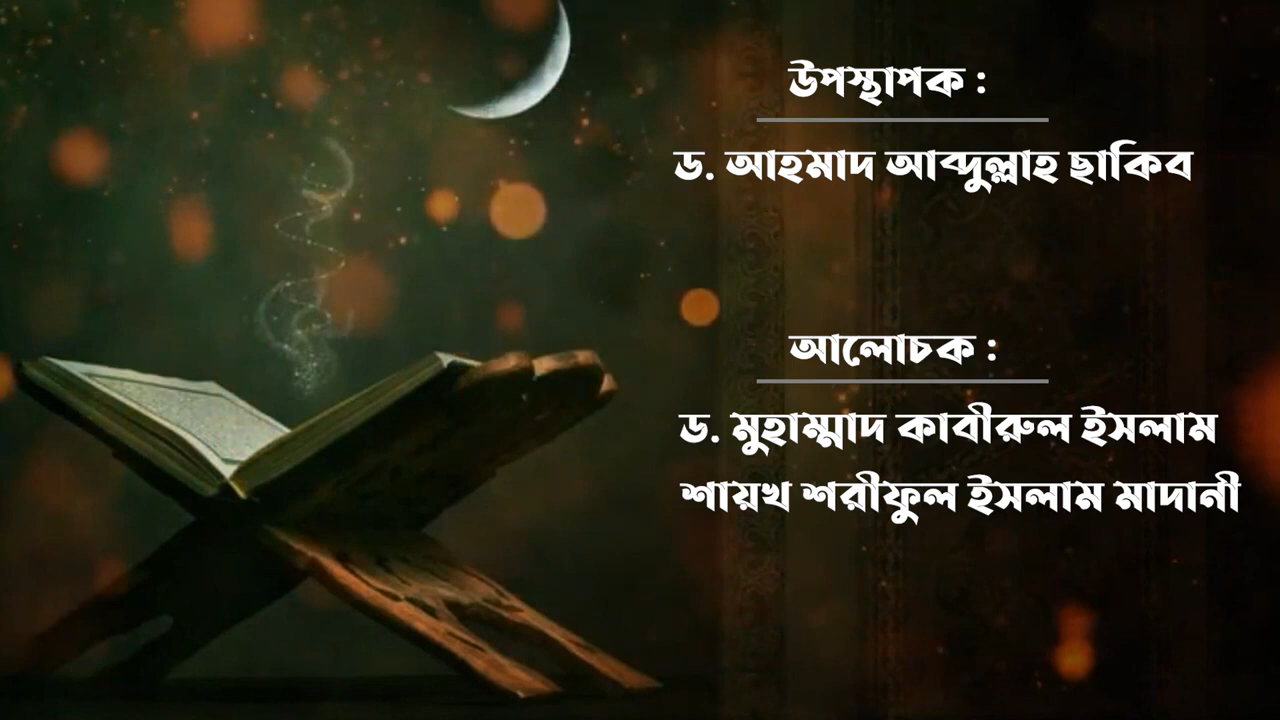 উপস্থাপক :
ড. আহমাদ আব্দুল্লাহ ছাকিব
আলোচক :
ড. মুহাম্মাদ কাবীরুল ইসলাম
শায়খ শরীফুল ইসলাম মাদানী